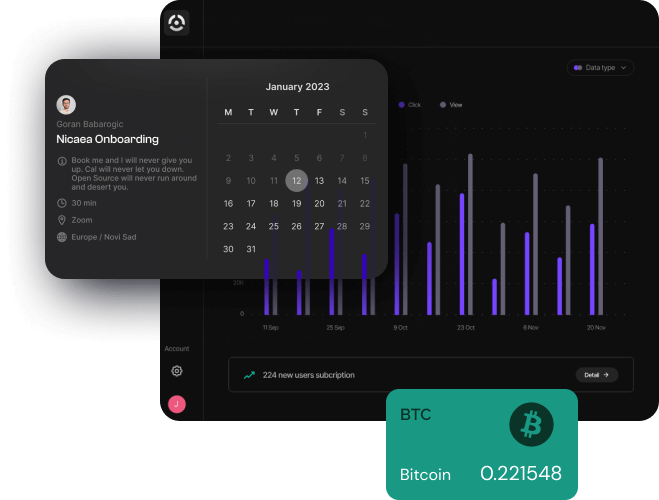 Data type
Click
View
January 2023
M T W T F S S
1
2 3 4 5 6 7 8
9 10 11 12 13 14 15
16 17 18 19 20 21 22
23 24 25 26 27 28 29
30 31
Goran Babarogic
Nicaea Onboarding
Book me and I will never give you
up. Cal will never let you down.
Open Source will never run around
and desert you.
30 min
Zoom
Europe / Novi Sad
20K
0
11 Sep 25 Sep 9 Oct 23 Oct 6 Nov 20 Nov
Account
224 new users subcription
Detail
J
BTC
Bitcoin 0.221548